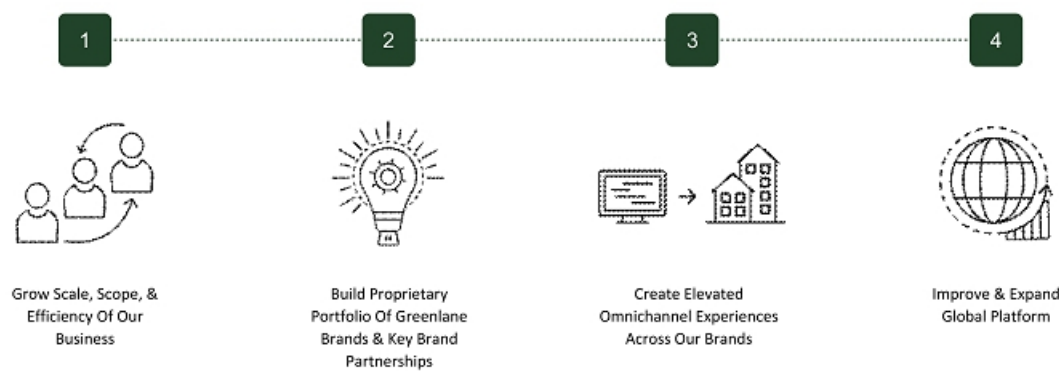 1
2
3
4
Grow Scale, Scope, &
Efficiency Of Our
Business
Build Proprietary
Portfolio Of Greenlane
Brands & Key Brand
Partnerships
Create Elevated
Omnichannel Experiences
Across Our Brands
Improve & Expand
Global Platform